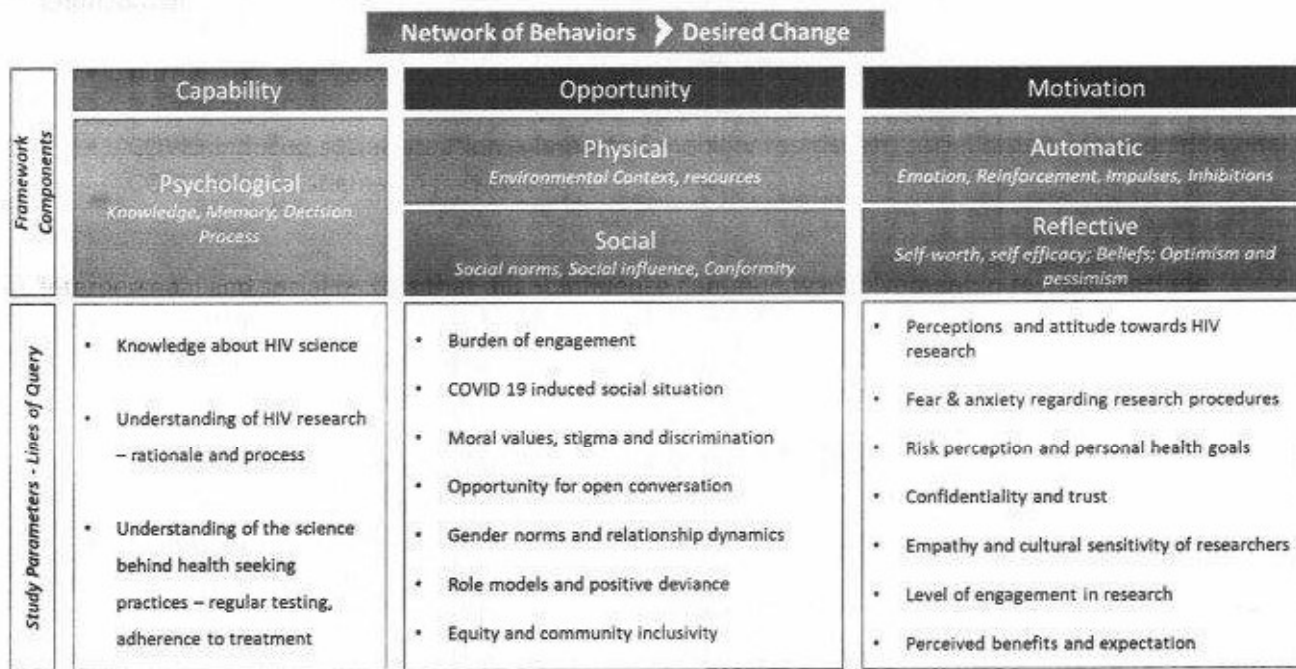 Network of Behaviors > Desired Change
Capability
Opportunity
Motivation
Framework
Components
Psychological
Knowledge, Memory, Decision
Process
Physical
Environmental Context, resources
Social
Social norms, Social influence, Conformity
Automatic
Emotion, Reinforcement, Impulses, Inhibitions
Reflective
Self-worth, self efficacy; Beliefs; Optimism and
pessimism
Study Parameters - Lines of Query
• Knowledge about HIV science
• Understanding of HIV research
– rationale and process
• Understanding of the science
behind health seeking
practices – regular testing,
adherence to treatment
• Burden of engagement
• COVID 19 induced social situation
• Moral values, stigma and discrimination
• Opportunity for open conversation
• Gender norms and relationship dynamics
• Role models and positive deviance
• Equity and community inclusivity
• Perceptions and attitude towards HIV
research
• Fear & anxiety regarding research procedures
• Risk perception and personal health goals
• Confidentiality and trust
• Empathy and cultural sensitivity of researchers
• Level of engagement in research
• Perceived benefits and expectation